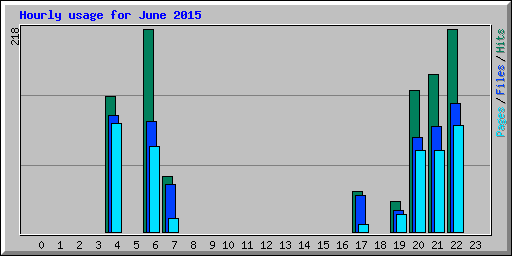 Hourly usage for June 2015
218
Pages/Files/Hits
0 1 2 3 4 5 6 7 8 9 10 11 12 13 14 15 16 17 18 19 20 21 22 23